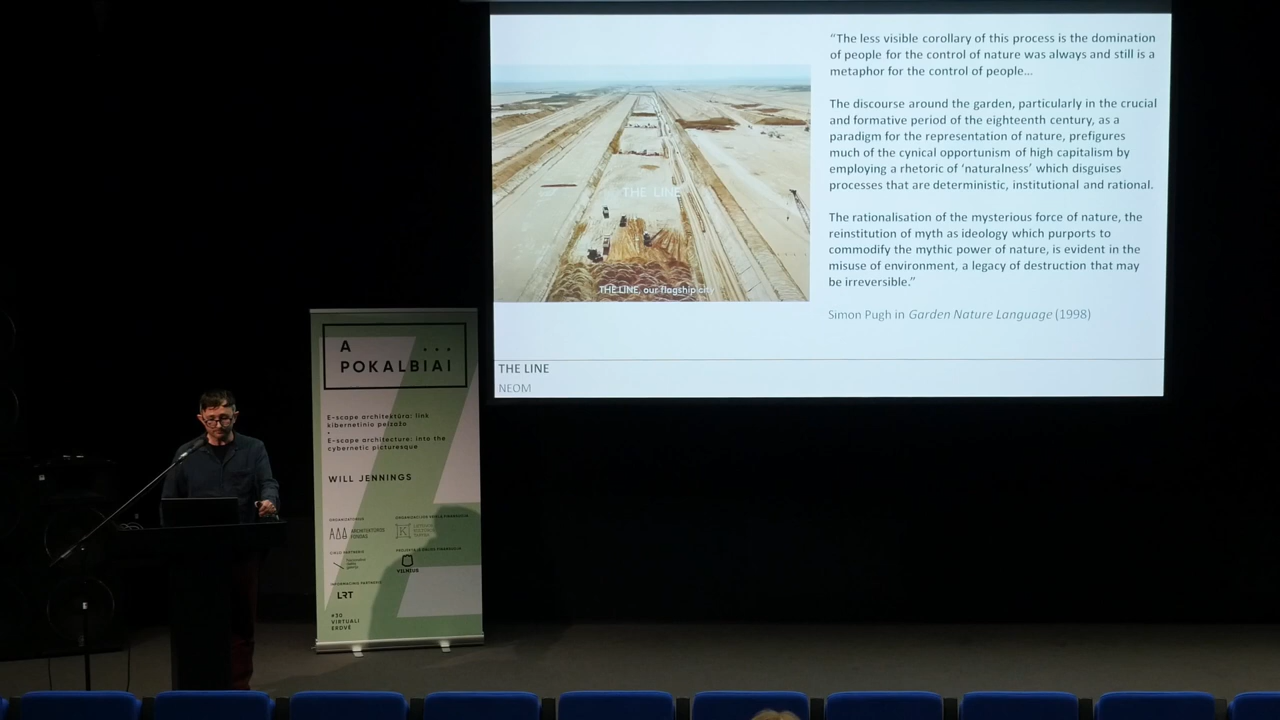 “The less visible corollary of this process is the domination
of people for the control of nature was always and still is a
metaphor for the control of people…
The discourse around the garden, particularly in the crucial
and formative period of the eighteenth century, as a
paradigm for the representation of nature, prefigures
much of the cynical opportunism of high capitalism by
employing a rhetoric of ‘naturalness’ which disguises
processes that are deterministic, institutional and rational.
The rationalisation of the mysterious force of nature, the
reinstitution of myth as ideology which purports to
commodify the mythic power of nature, is evident in the
misuse of environment, a legacy of destruction that may
be irreversible.”
Simon Pugh in Garden Nature Language (1998)
THE LINE
THE LINE, our flagship city
THE LINE
NEOM
A ...
POKALBIAI
E-scape architektūra: link
kibernetinio peizažo
E-scape architecture: into the
cybernetic picturesque
WILL JENNINGS
ORGANIZATORIUS
ARCHITEKTŪROS
FONDAS
VILNIUS
LRT
#30
VIRTUALI
ERDVĖ